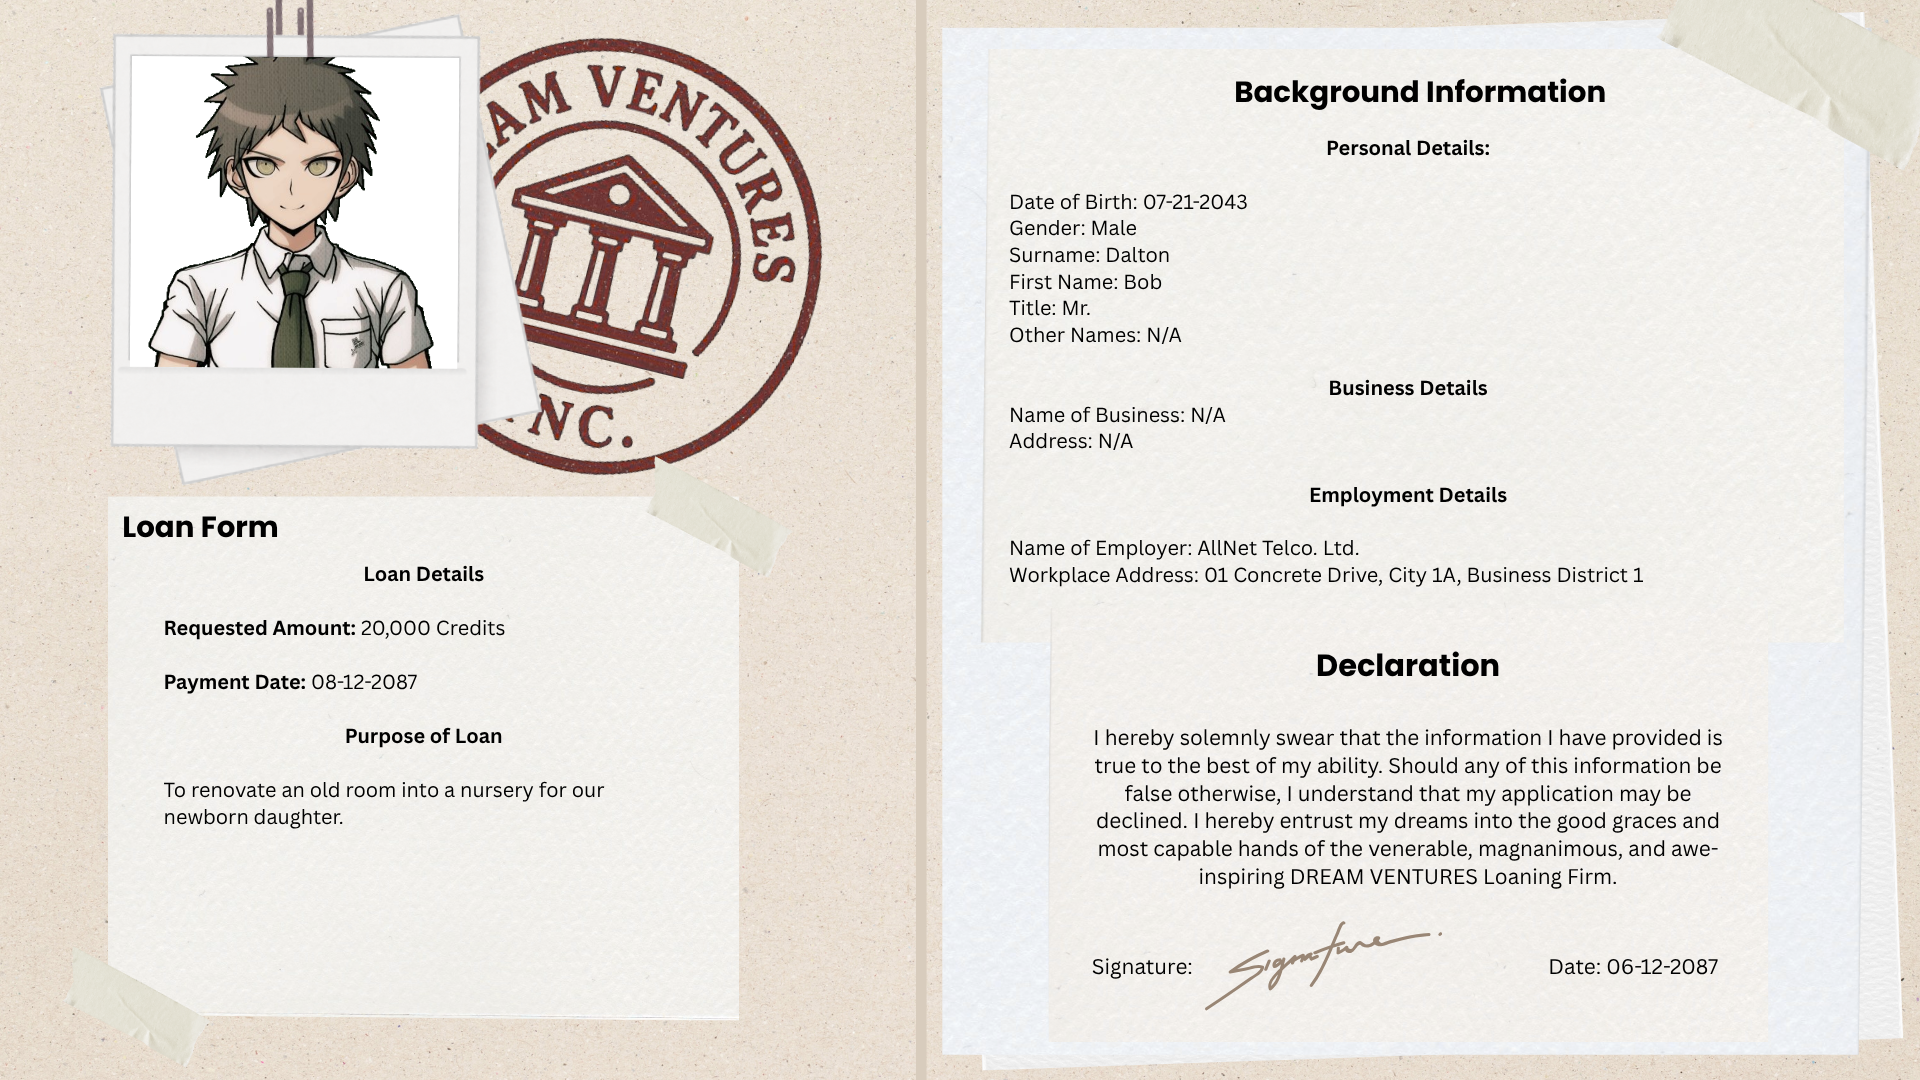 AM VENTURES
NC.
Loan Form
Loan Details
Requested Amount: 20,000 Credits
Payment Date: 08-12-2087
Purpose of Loan
To renovate an old room into a nursery for our
newborn daughter.
Background Information
Personal Details:
Date of Birth: 07-21-2043
Gender: Male
Surname: Dalton
First Name: Bob
Title: Mr.
Other Names: N/A
Business Details
Name of Business: N/A
Address: N/A
Employment Details
Name of Employer: AllNet Telco. Ltd.
Workplace Address: 01 Concrete Drive, City 1A, Business District 1
Declaration
I hereby solemnly swear that the information I have provided is
true to the best of my ability. Should any of this information be
false otherwise, I understand that my application may be
declined. I hereby entrust my dreams into the good graces and
most capable hands of the venerable, magnanimous, and awe-
inspiring DREAM VENTURES Loaning Firm.
Signature: Signature Date: 06-12-2087